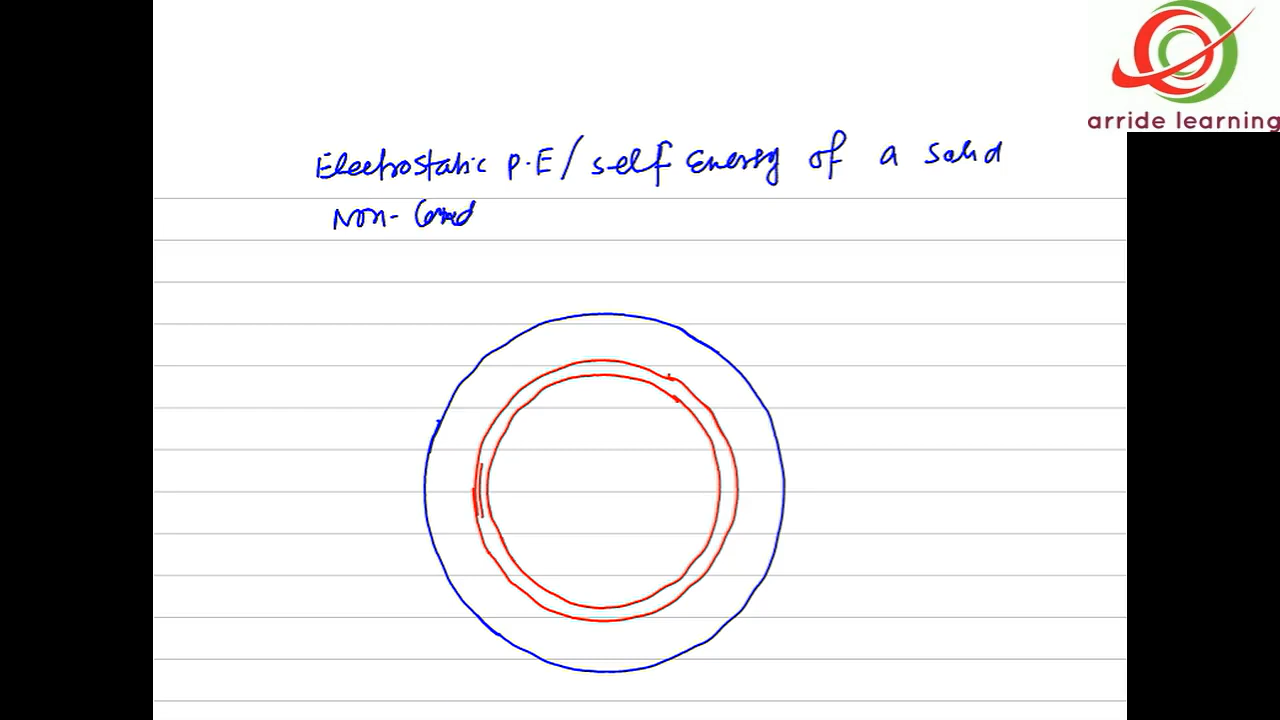 arride learning
Electrostatic P.E / self Energy of a solid
Non-Cond